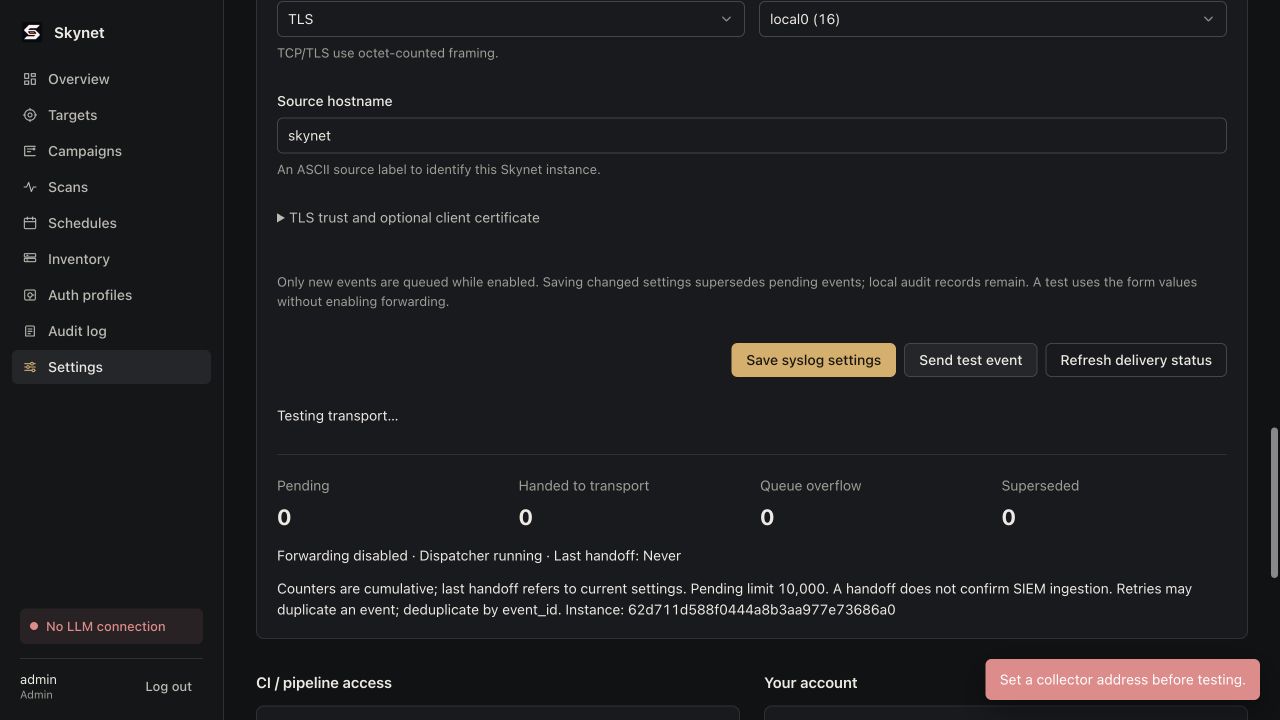 Skynet
Overview
Targets
Campaigns
Scans
Schedules
Inventory
Auth profiles
Audit log
Settings
No LLM connection
admin
Admin
Log out
TLS
local0 (16)
TCP/TLS use octet-counted framing.
Source hostname
skynet
An ASCII source label to identify this Skynet instance.
TLS trust and optional client certificate
Only new events are queued while enabled. Saving changed settings supersedes pending events; local audit records remain. A test uses the form values
without enabling forwarding.
Save syslog settings
Send test event
Refresh delivery status
Testing transport...
Pending
Handed to transport
Queue overflow
Superseded
0
0
0
0
Forwarding disabled · Dispatcher running · Last handoff: Never
Counters are cumulative; last handoff refers to current settings. Pending limit 10,000. A handoff does not confirm SIEM ingestion. Retries may
duplicate an event; deduplicate by event_id. Instance: 62d711d588f0444a8b3aa977e73686a0
CI / pipeline access
Your account
Set a collector address before testing.